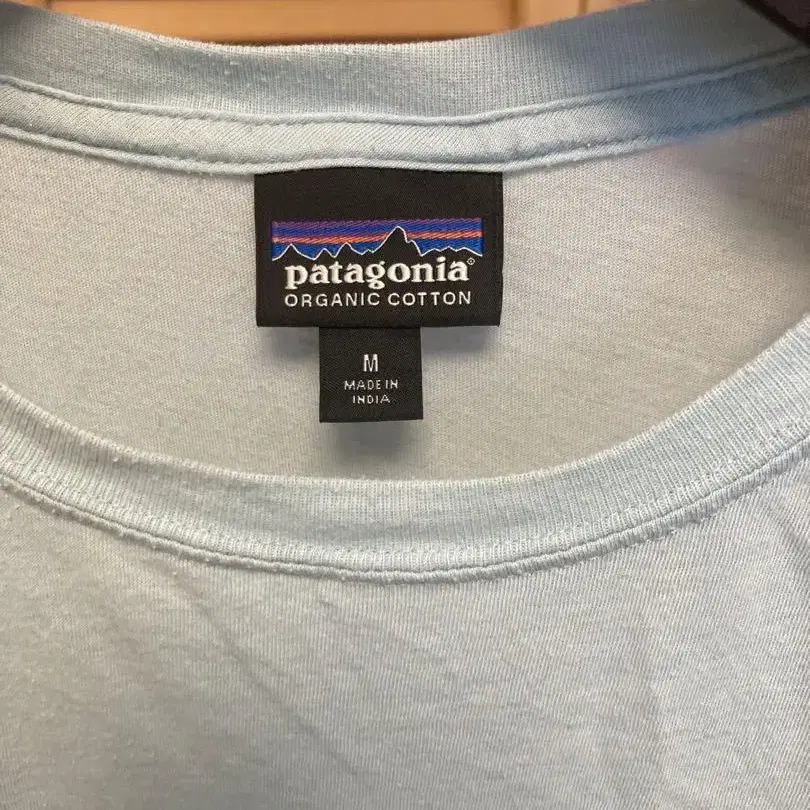 patagonia®
ORGANIC COTTON
M
MADE IN
INDIA